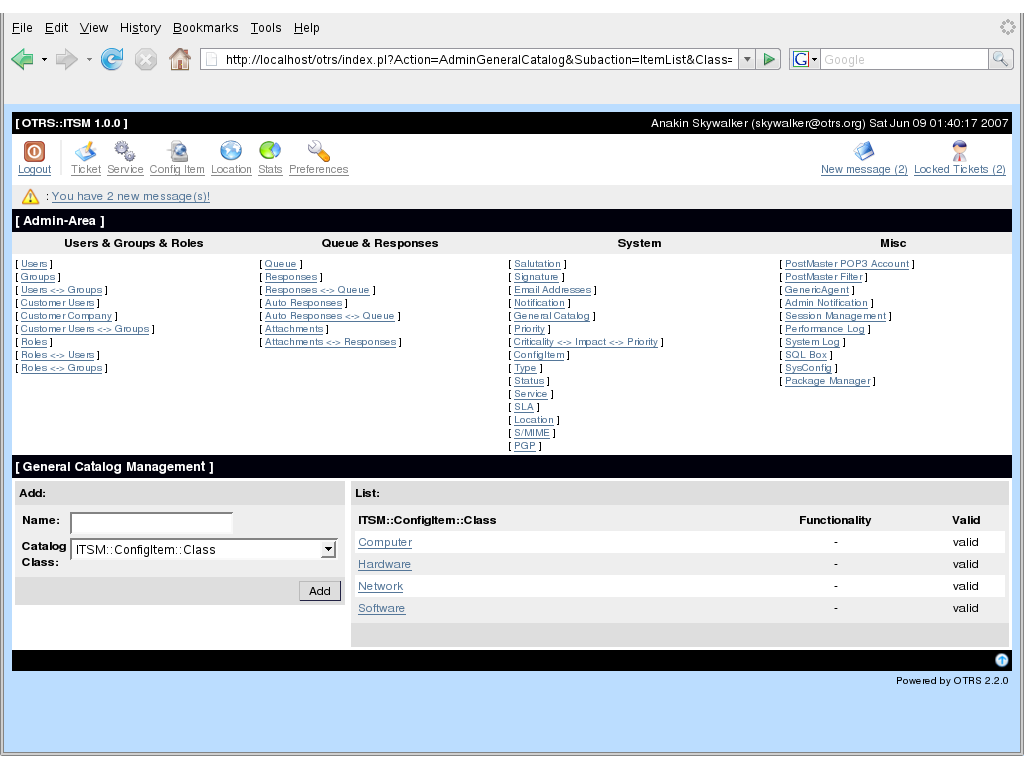 File Edit View History Bookmarks Tools Help
http://localhost/otrs/index.pl?Action=AdminGeneralCatalog&Subaction=ItemList&Class=
G Google
[ OTRS::ITSM 1.0.0 ] Anakin Skywalker (skywalker@otrs.org) Sat Jun 09 01:40:17 2007
Logout Ticket Service Config Item Location Stats Preferences New message (2) Locked Tickets (2)
: You have 2 new message(s)!
[ Admin-Area ]
Users & Groups & Roles Queue & Responses System Misc
[ Users ] [ Queue ] [ Salutation ] [ PostMaster POP3 Account ]
[ Groups ] [ Responses ] [ Signature ] [ PostMaster Filter ]
[ Users <-> Groups ] [ Responses <-> Queue ] [ Email Addresses ] [ GenericAgent ]
[ Customer Users ] [ Auto Responses ] [ Notification ] [ Admin Notification ]
[ Customer Company ] [ Auto Responses <-> Queue ] [ General Catalog ] [ Session Management ]
[ Customer Users <-> Groups ] [ Attachments ] [ Priority ] [ Performance Log ]
[ Roles ] [ Attachments <-> Responses ] [ Criticality <-> Impact <-> Priority ] [ System Log ]
[ Roles <-> Users ] [ ConfigItem ] [ SQL Box ]
[ Roles <-> Groups ] [ Type ] [ SysConfig ]
[ Status ] [ Package Manager ]
[ Service ]
[ SLA ]
[ Location ]
[ S/MIME ]
[ PGP ]
[ General Catalog Management ]
Add:
Name:
Catalog Class: ITSM::ConfigItem::Class
Add
List:
ITSM::ConfigItem::Class Functionality Valid
Computer - valid
Hardware - valid
Network - valid
Software - valid
Powered by OTRS 2.2.0